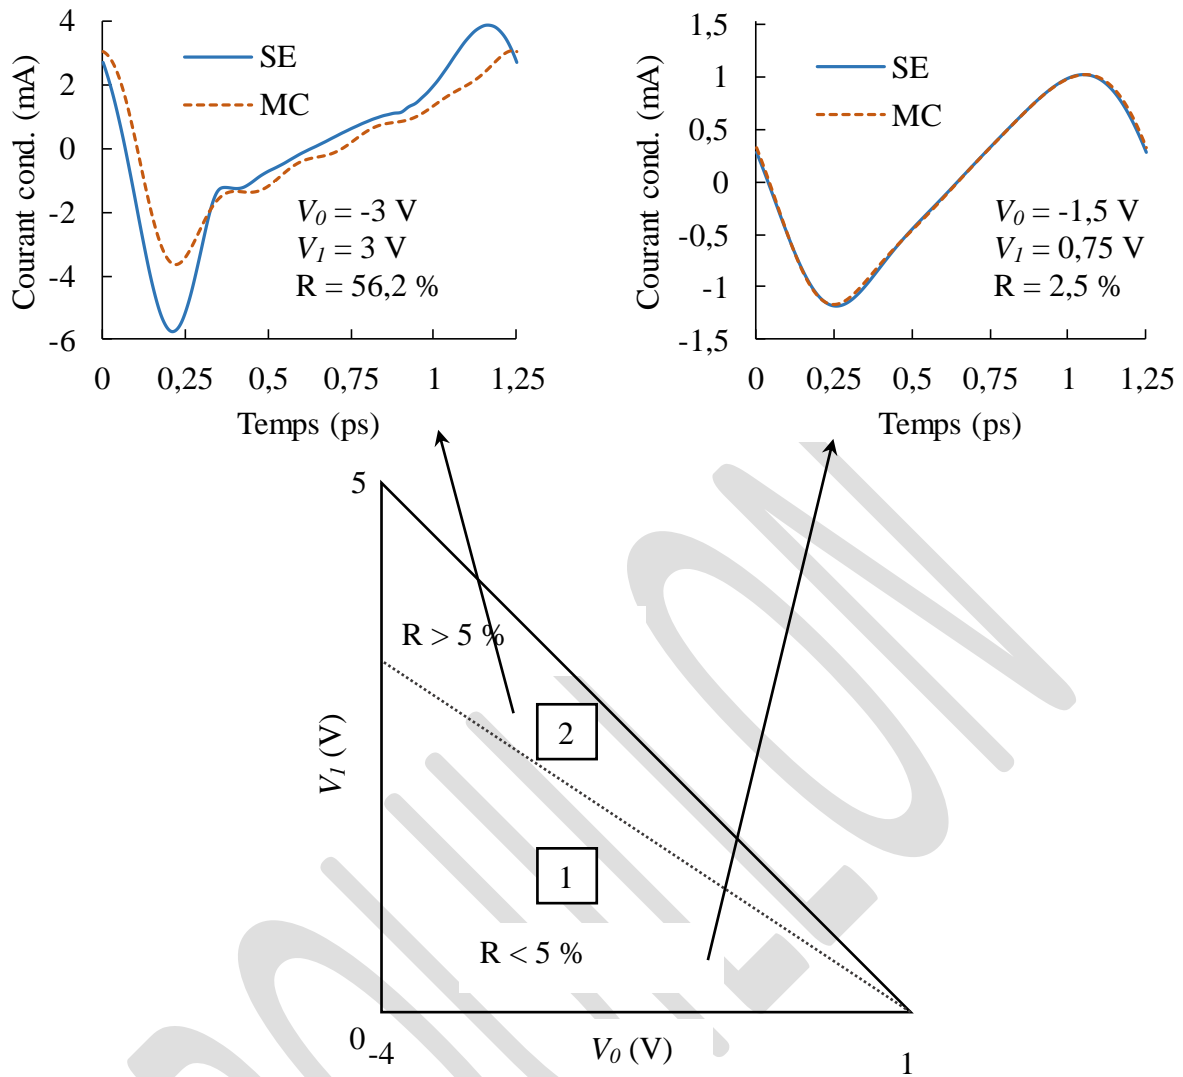 4
2
0
-2
-4
-6
Courant cond. (mA)
SE
MC
V0 = -3 V
V1 = 3 V
R = 56,2 %
0 0,25 0,5 0,75 1 1,25
Temps (ps)
1,5
1
0,5
0
-0,5
-1
-1,5
Courant cond. (mA)
SE
MC
V0 = -1,5 V
V1 = 0,75 V
R = 2,5 %
0 0,25 0,5 0,75 1 1,25
Temps (ps)
5
R > 5 %
2
V1 (V)
1
R < 5 %
0
-4
V0 (V)
1